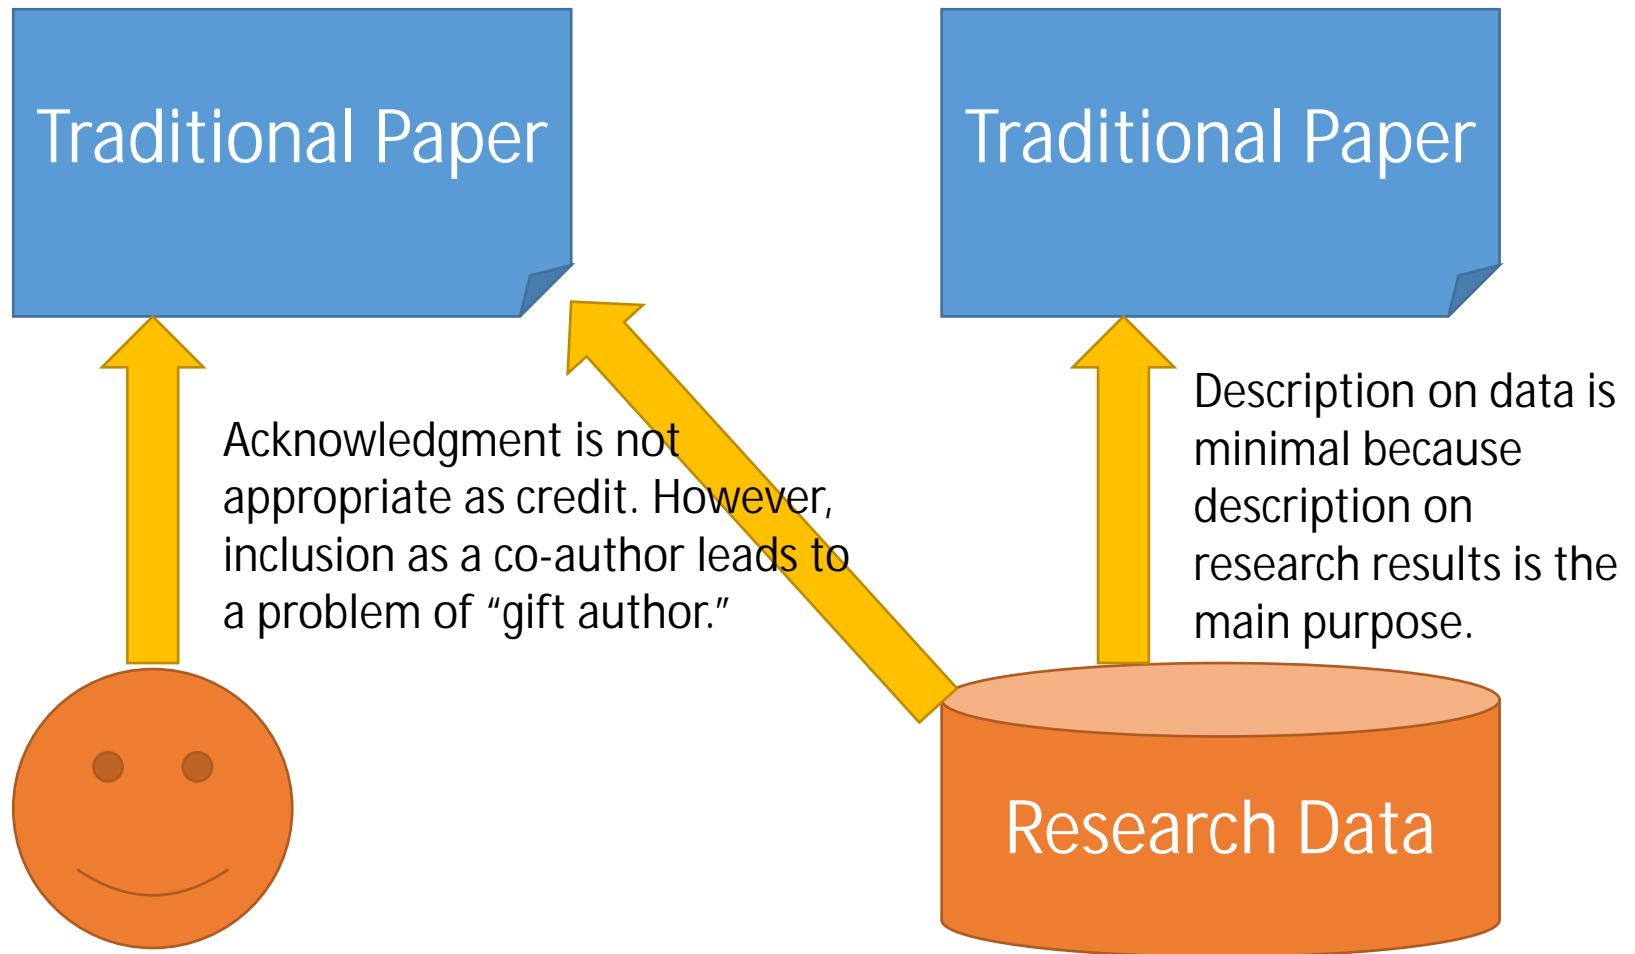 Traditional Paper
Traditional Paper
Acknowledgment is not
appropriate as credit. However,
inclusion as a co-author leads to
a problem of “gift author.”
Description on data is
minimal because
description on
research results is the
main purpose.
Research Data